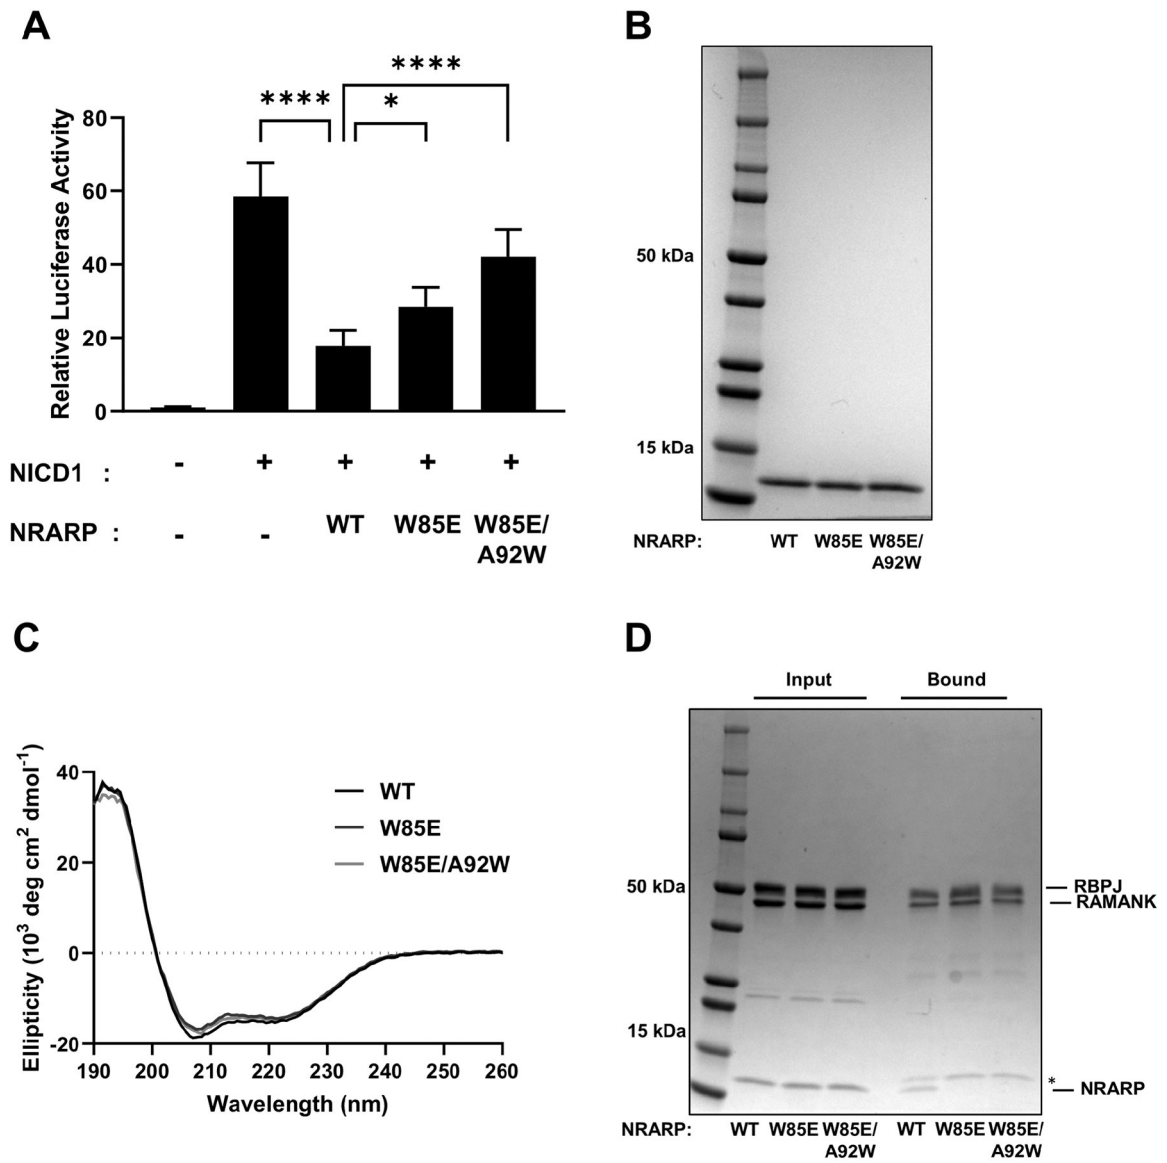 A
Relative Luciferase Activity
80
60
40
20
0
****
*
****
NICD1 : - + + + +
NRARP : - - WT W85E W85E/
A92W
B
50 kDa
15 kDa
NRARP: WT W85E W85E/
A92W
C
Ellipticity (10³ deg cm² dmol⁻¹)
40
20
0
-20
190 200 210 220 230 240 250 260
Wavelength (nm)
WT
W85E
W85E/A92W
D
Input Bound
50 kDa
15 kDa
RBPJ
RAMANK
*
NRARP
NRARP: WT W85E W85E/ WT W85E W85E/
A92W A92W